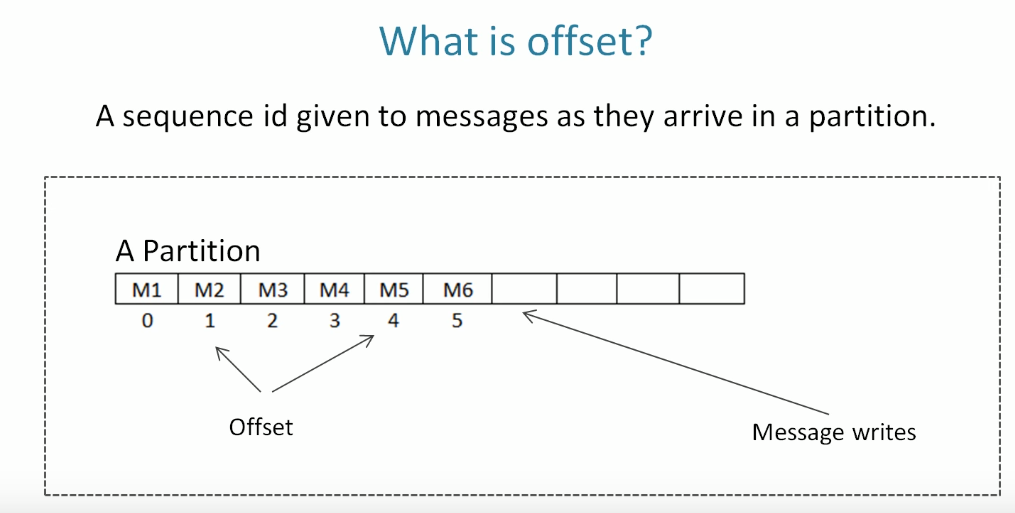 What is offset?
A sequence id given to messages as they arrive in a partition.
A Partition
M1 M2 M3 M4 M5 M6
0 1 2 3 4 5
Offset
Message writes